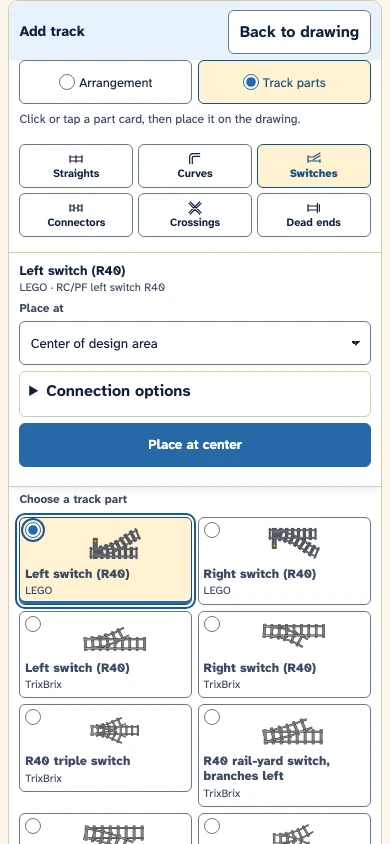 Add track
Back to drawing
Arrangement
Track parts
Click or tap a part card, then place it on the drawing.
Straights
Curves
Switches
Connectors
Crossings
Dead ends
Left switch (R40)
LEGO · RC/PF left switch R40
Place at
Center of design area
Connection options
Place at center
Choose a track part
Left switch (R40)
LEGO
Right switch (R40)
LEGO
Left switch (R40)
TrixBrix
Right switch (R40)
TrixBrix
R40 triple switch
TrixBrix
R40 rail-yard switch,
branches left
TrixBrix